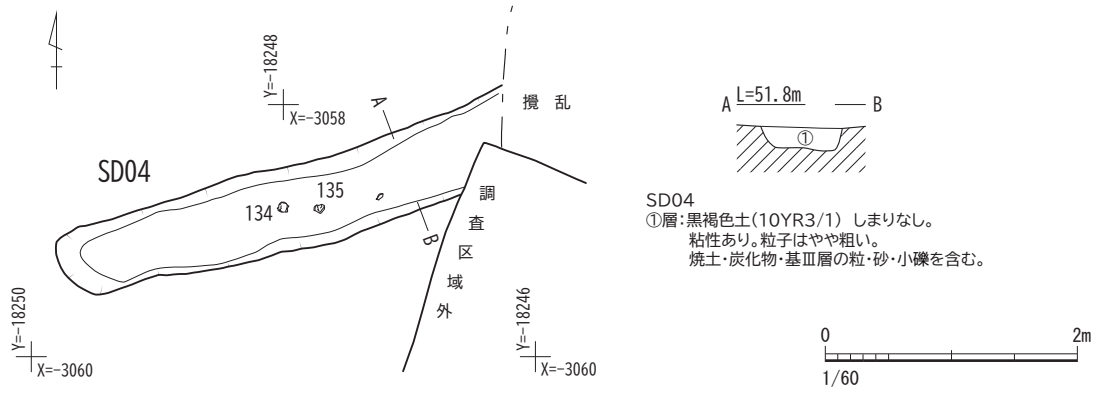 Y=-18248
X=-3058
A
攪乱
SD04
134
135
B
調査区域外
Y=-18250
X=-3060
Y=-18246
X=-3060
A L=51.8m B
①
SD04
①層:黒褐色土(10YR3/1) しまりなし。
粘性あり。粒子はやや粗い。
焼土・炭化物・基Ⅲ層の粒・砂・小礫を含む。
0 2m
1/60